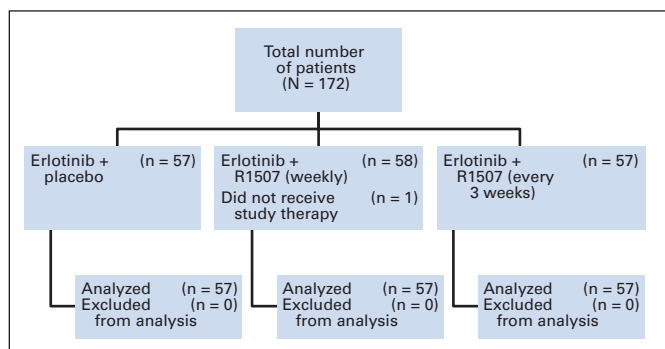 Total number
of patients
(N = 172)
Erlotinib + (n = 57)
placebo
Erlotinib + (n = 58)
R1507 (weekly)
Did not receive (n = 1)
study therapy
Erlotinib + (n = 57)
R1507 (every
3 weeks)
Analyzed (n = 57)
Excluded (n = 0)
from analysis
Analyzed (n = 57)
Excluded (n = 0)
from analysis
Analyzed (n = 57)
Excluded (n = 0)
from analysis